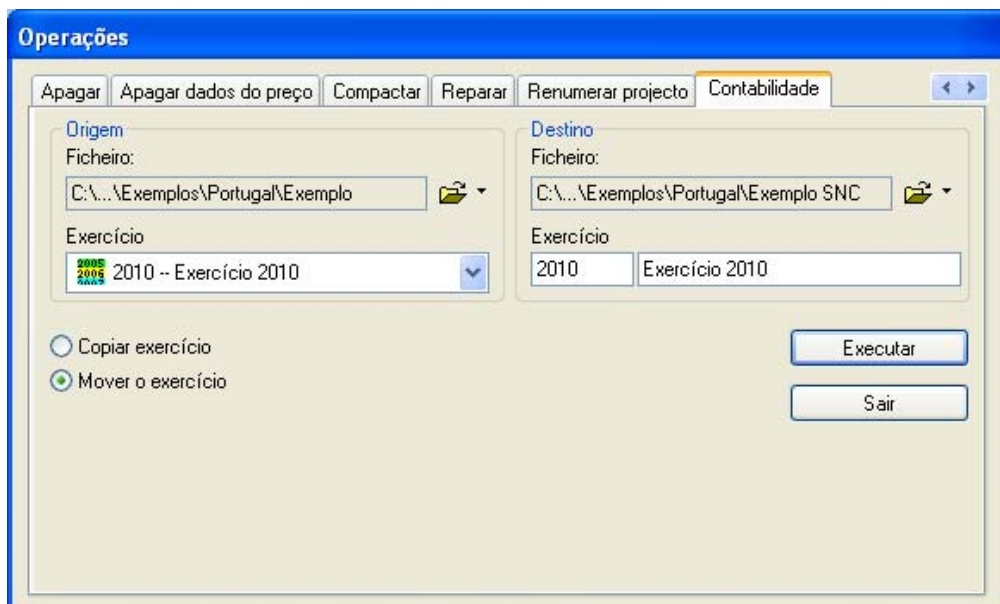 Operações
Apagar Apagar dados do preço Compactar Reparar Renumerar projecto Contabilidade
Origem
Ficheiro:
C:\...\Exemplos\Portugal\Exemplo
Exercício
2010 -- Exercício 2010
Destino
Ficheiro:
C:\...\Exemplos\Portugal\Exemplo SNC
Exercício
2010 Exercício 2010
Copiar exercício
Mover o exercício
Executar
Sair